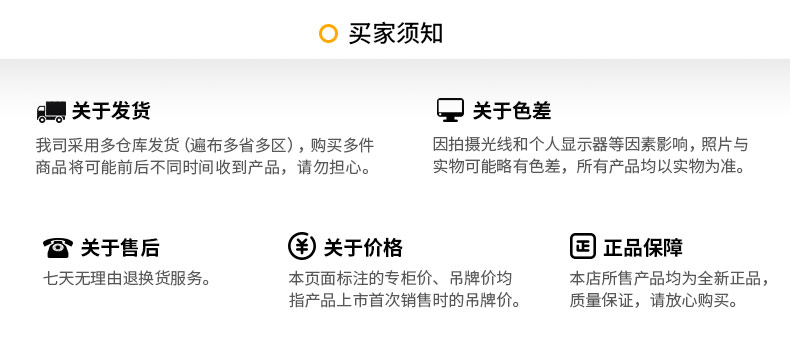 买家须知
关于发货
我司采用多仓库发货（遍布多省多区），购买多件
商品将可能前后不同时间收到产品，请勿担心。
关于色差
因拍摄光线和个人显示器等因素影响，照片与
实物可能略有色差，所有产品均以实物为准。
关于售后
七天无理由退换货服务。
关于价格
本页面标注的专柜价、吊牌价均
指产品上市首次销售时的吊牌价。
正
正品保障
本店所售产品均为全新正品，
质量保证，请放心购买。